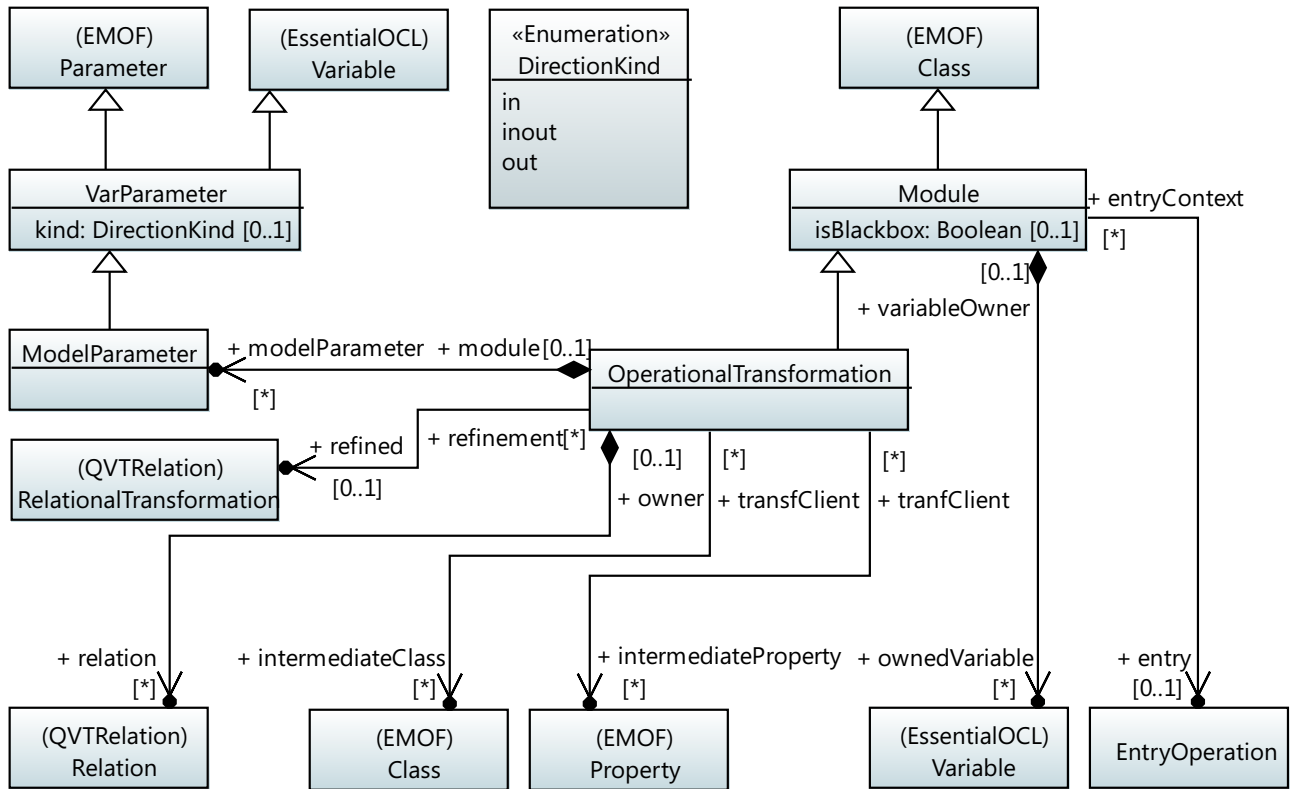 (EMOF)
Parameter
(EssentialOCL)
Variable
«Enumeration»
DirectionKind
in
inout
out
(EMOF)
Class
VarParameter
kind: DirectionKind [0..1]
Module
isBlackbox: Boolean [0..1]
+ entryContext
[*]
[0..1]
+ variableOwner
ModelParameter
+ modelParameter
[*]
+ module[0..1]
OperationalTransformation
(QVTRelation)
RelationalTransformation
+ refined
[0..1]
+ refinement[*]
[0..1]
+ owner
[*]
+ transfClient
[*]
+ tranfClient
+ relation
[*]
+ intermediateClass
[*]
+ intermediateProperty
[*]
+ ownedVariable
[*]
+ entry
[0..1]
(QVTRelation)
Relation
(EMOF)
Class
(EMOF)
Property
(EssentialOCL)
Variable
EntryOperation